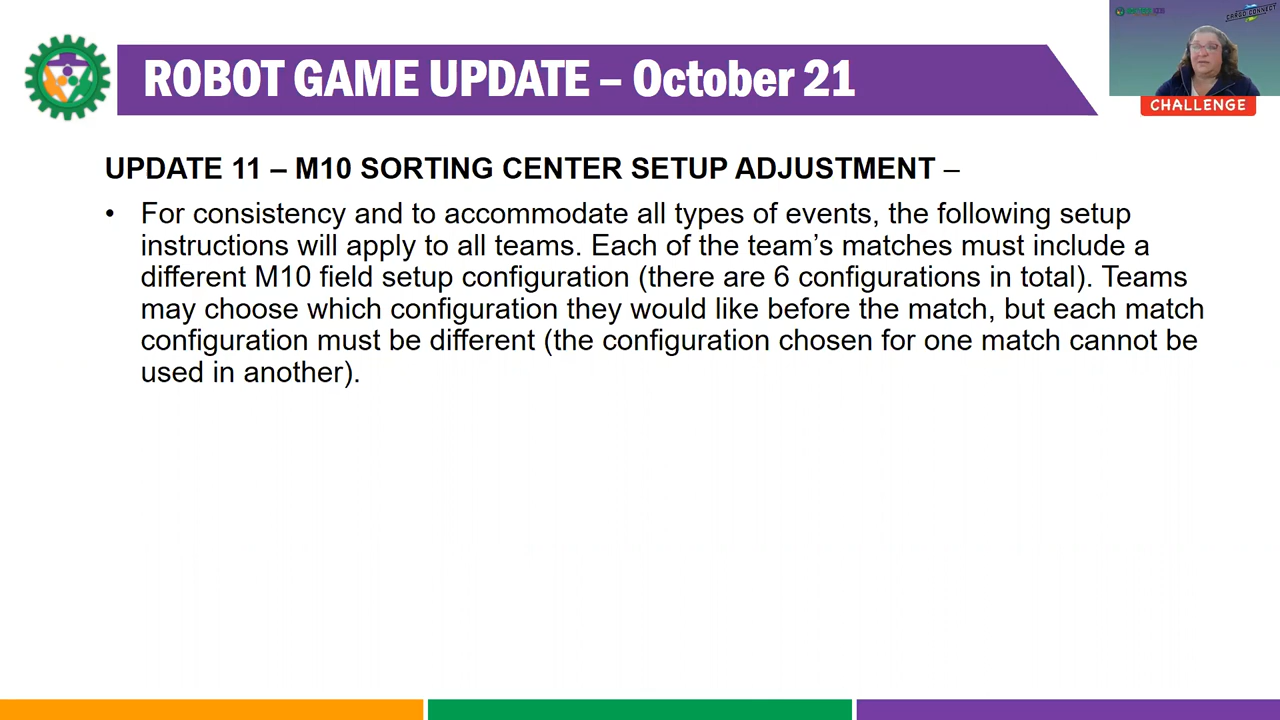 CARGO CONNECT
ROBOT GAME UPDATE – October 21
CHALLENGE
UPDATE 11 – M10 SORTING CENTER SETUP ADJUSTMENT –
• For consistency and to accommodate all types of events, the following setup
instructions will apply to all teams. Each of the team’s matches must include a
different M10 field setup configuration (there are 6 configurations in total). Teams
may choose which configuration they would like before the match, but each match
configuration must be different (the configuration chosen for one match cannot be
used in another).